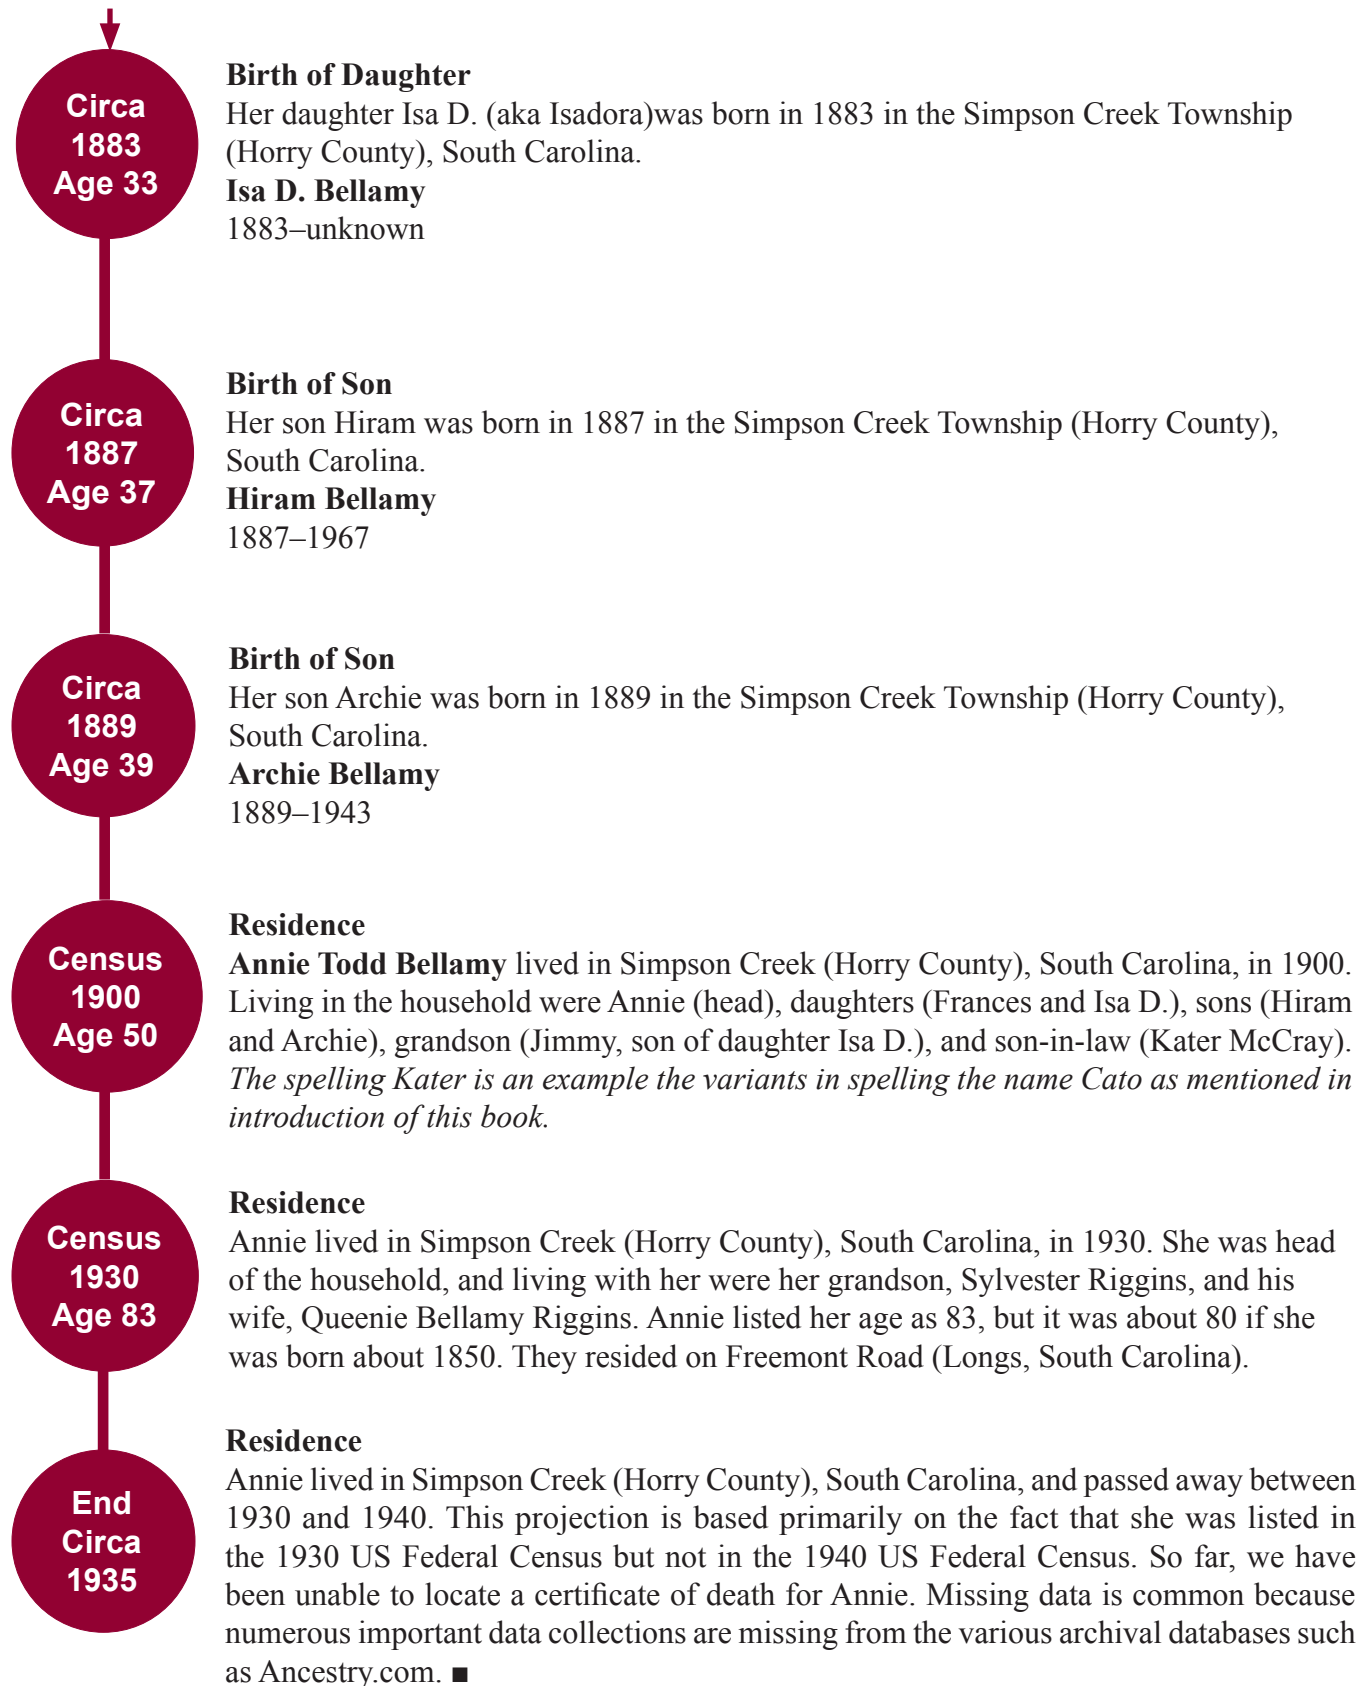 Circa
1883
Age 33
Birth of Daughter
Her daughter Isa D. (aka Isadora)was born in 1883 in the Simpson Creek Township
(Horry County), South Carolina.
Isa D. Bellamy
1883–unknown
Circa
1887
Age 37
Birth of Son
Her son Hiram was born in 1887 in the Simpson Creek Township (Horry County),
South Carolina.
Hiram Bellamy
1887–1967
Circa
1889
Age 39
Birth of Son
Her son Archie was born in 1889 in the Simpson Creek Township (Horry County),
South Carolina.
Archie Bellamy
1889–1943
Census
1900
Age 50
Residence
Annie Todd Bellamy lived in Simpson Creek (Horry County), South Carolina, in 1900.
Living in the household were Annie (head), daughters (Frances and Isa D.), sons (Hiram
and Archie), grandson (Jimmy, son of daughter Isa D.), and son-in-law (Kater McCray).
The spelling Kater is an example the variants in spelling the name Cato as mentioned in
introduction of this book.
Census
1930
Age 83
Residence
Annie lived in Simpson Creek (Horry County), South Carolina, in 1930. She was head
of the household, and living with her were her grandson, Sylvester Riggins, and his
wife, Queenie Bellamy Riggins. Annie listed her age as 83, but it was about 80 if she
was born about 1850. They resided on Freemont Road (Longs, South Carolina).
End
Circa
1935
Residence
Annie lived in Simpson Creek (Horry County), South Carolina, and passed away between
1930 and 1940. This projection is based primarily on the fact that she was listed in
the 1930 US Federal Census but not in the 1940 US Federal Census. So far, we have
been unable to locate a certificate of death for Annie. Missing data is common because
numerous important data collections are missing from the various archival databases such
as Ancestry.com. ■